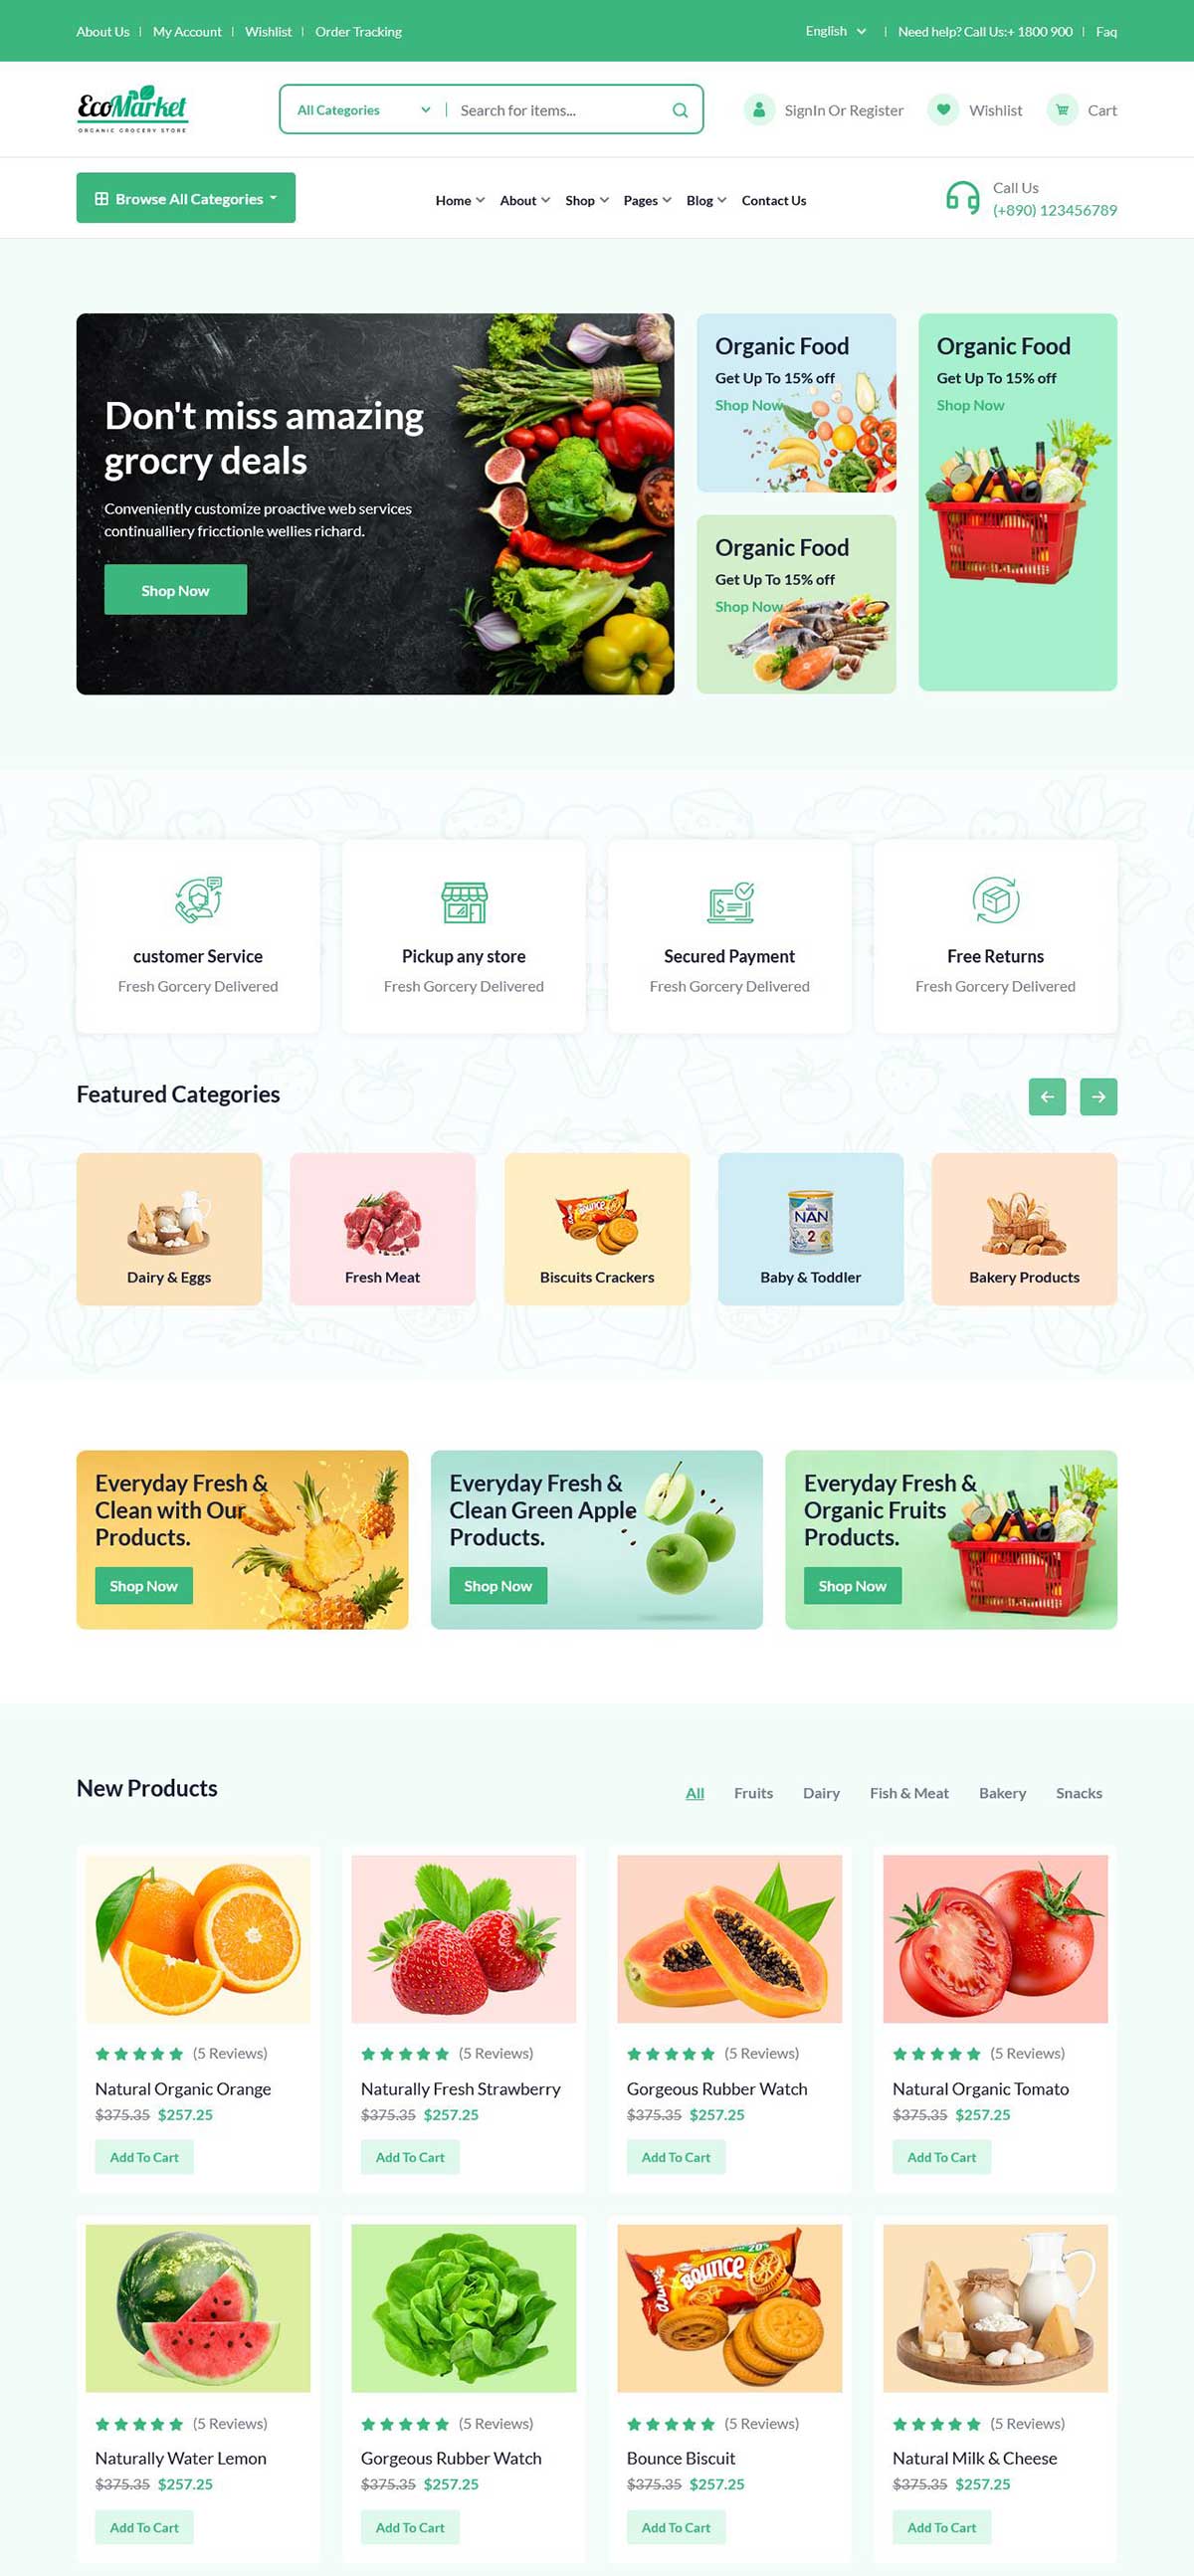 About Us | My Account | Wishlist | Order Tracking
English | Need help? Call Us:+ 1800 900 | Faq
EcoMarket
ORGANIC GROCERY STORE
All Categories | Search for items...
SignIn Or Register
Wishlist
Cart
Browse All Categories
Home About Shop Pages Blog Contact Us
Call Us
(+890) 123456789
Don't miss amazing
grocry deals
Conveniently customize proactive web services
continualliery fricctionle wellies richard.
Shop Now
Organic Food
Get Up To 15% off
Shop Now
Organic Food
Get Up To 15% off
Shop Now
Organic Food
Get Up To 15% off
Shop Now
customer Service
Fresh Gorcery Delivered
Pickup any store
Fresh Gorcery Delivered
Secured Payment
Fresh Gorcery Delivered
Free Returns
Fresh Gorcery Delivered
Featured Categories
Dairy & Eggs
Fresh Meat
BOUNCE
Biscuits Crackers
NAN
2
Baby & Toddler
Bakery Products
Everyday Fresh &
Clean with Our
Products.
Shop Now
Everyday Fresh &
Clean Green Apple
Products.
Shop Now
Everyday Fresh &
Organic Fruits
Products.
Shop Now
New Products
All Fruits Dairy Fish & Meat Bakery Snacks
(5 Reviews)
Natural Organic Orange
$375.35 $257.25
Add To Cart
(5 Reviews)
Naturally Fresh Strawberry
$375.35 $257.25
Add To Cart
(5 Reviews)
Gorgeous Rubber Watch
$375.35 $257.25
Add To Cart
(5 Reviews)
Natural Organic Tomato
$375.35 $257.25
Add To Cart
(5 Reviews)
Naturally Water Lemon
$375.35 $257.25
Add To Cart
(5 Reviews)
Gorgeous Rubber Watch
$375.35 $257.25
Add To Cart
BOUNCE
(5 Reviews)
Bounce Biscuit
$375.35 $257.25
Add To Cart
(5 Reviews)
Natural Milk & Cheese
$375.35 $257.25
Add To Cart